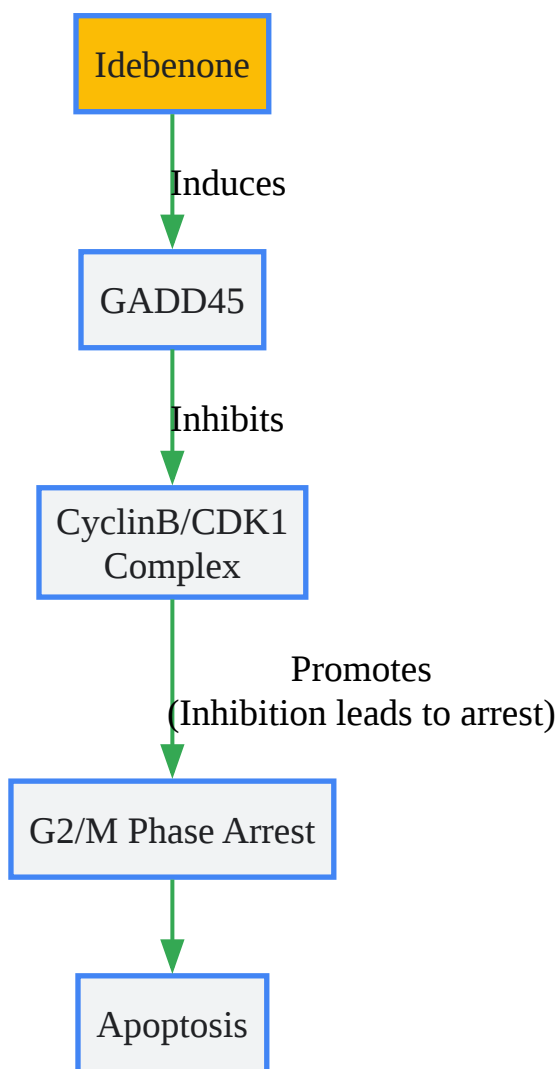 Idebenone
Induces
GADD45
Inhibits
CyclinB/CDK1
Complex
Promotes
(Inhibition leads to arrest)
G2/M Phase Arrest
Apoptosis